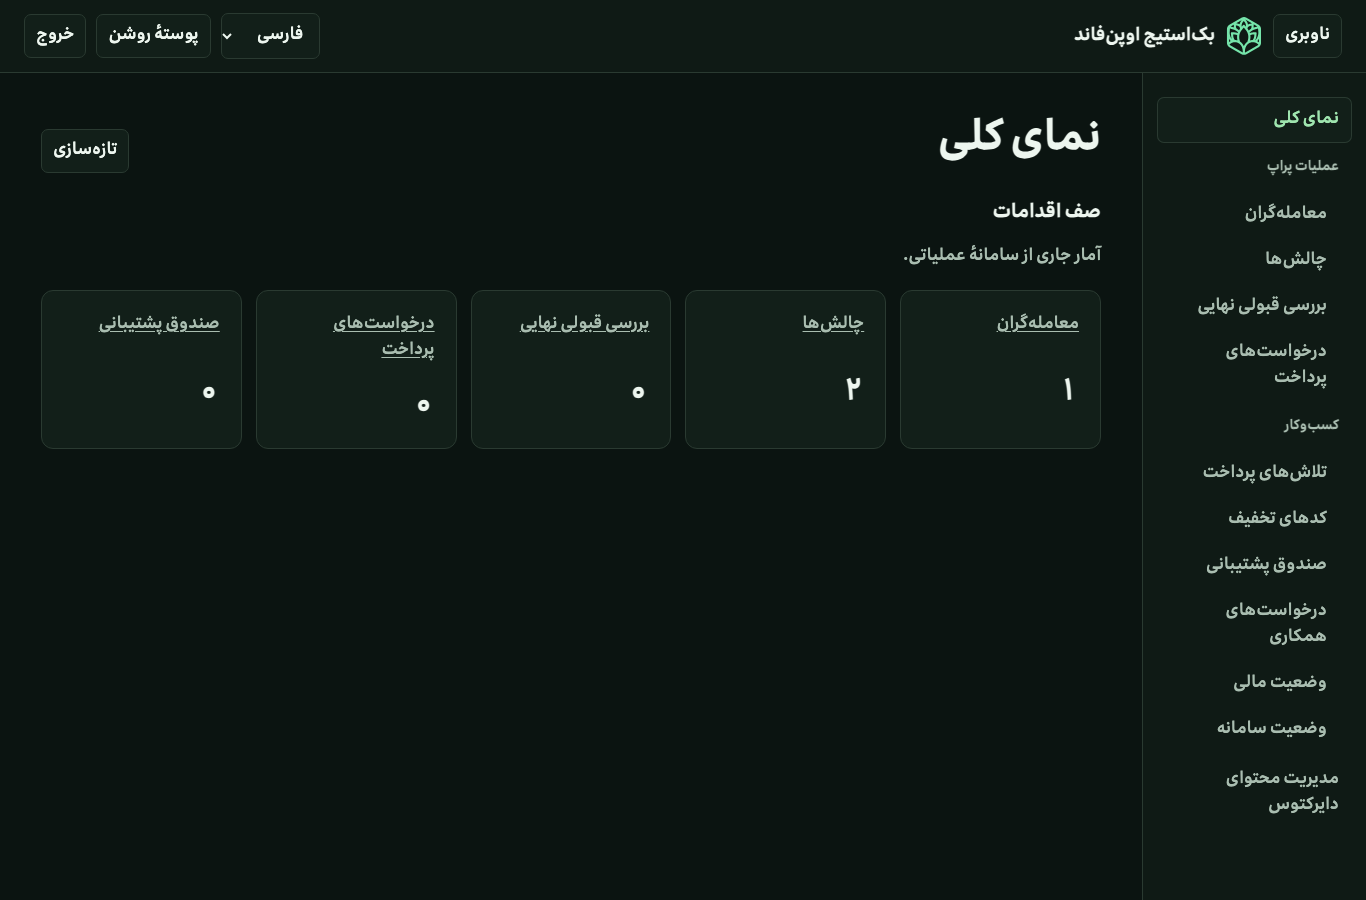 ناوبری
بک‌استیج اوپن‌فاند
فارسی
پوستهٔ روشن
خروج
نمای کلی
عملیات پراپ
معامله‌گران
چالش‌ها
بررسی قبولی نهایی
درخواست‌های
پرداخت
کسب‌وکار
تلاش‌های پرداخت
کدهای تخفیف
صندوق پشتیبانی
درخواست‌های
همکاری
وضعیت مالی
وضعیت سامانه
مدیریت محتوای
دایرکتوس
نمای کلی
تازه‌سازی
صف اقدامات
آمار جاری از سامانهٔ عملیاتی.
معامله‌گران
۱
چالش‌ها
۲
بررسی قبولی نهایی
۰
درخواست‌های
پرداخت
۰
صندوق پشتیبانی
۰